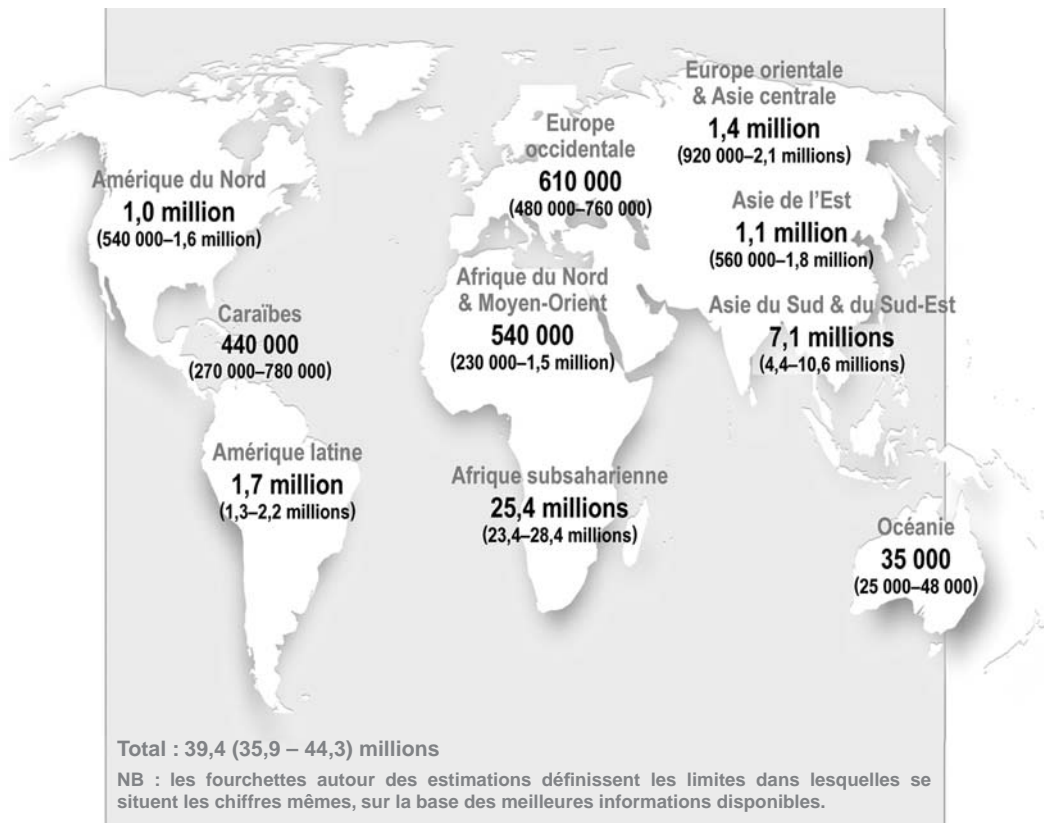 Europe orientale
& Asie centrale
1,4 million
(920 000–2,1 millions)
Europe
occidentale
610 000
(480 000–760 000)
Amérique du Nord
1,0 million
(540 000–1,6 million)
Asie de l’Est
1,1 million
(560 000–1,8 million)
Afrique du Nord
& Moyen-Orient
540 000
(230 000–1,5 million)
Caraïbes
440 000
(270 000–780 000)
Asie du Sud & du Sud-Est
7,1 millions
(4,4–10,6 millions)
Amérique latine
1,7 million
(1,3–2,2 millions)
Afrique subsaharienne
25,4 millions
(23,4–28,4 millions)
Océanie
35 000
(25 000–48 000)
Total : 39,4 (35,9 – 44,3) millions
NB : les fourchettes autour des estimations définissent les limites dans lesquelles se
situent les chiffres mêmes, sur la base des meilleures informations disponibles.